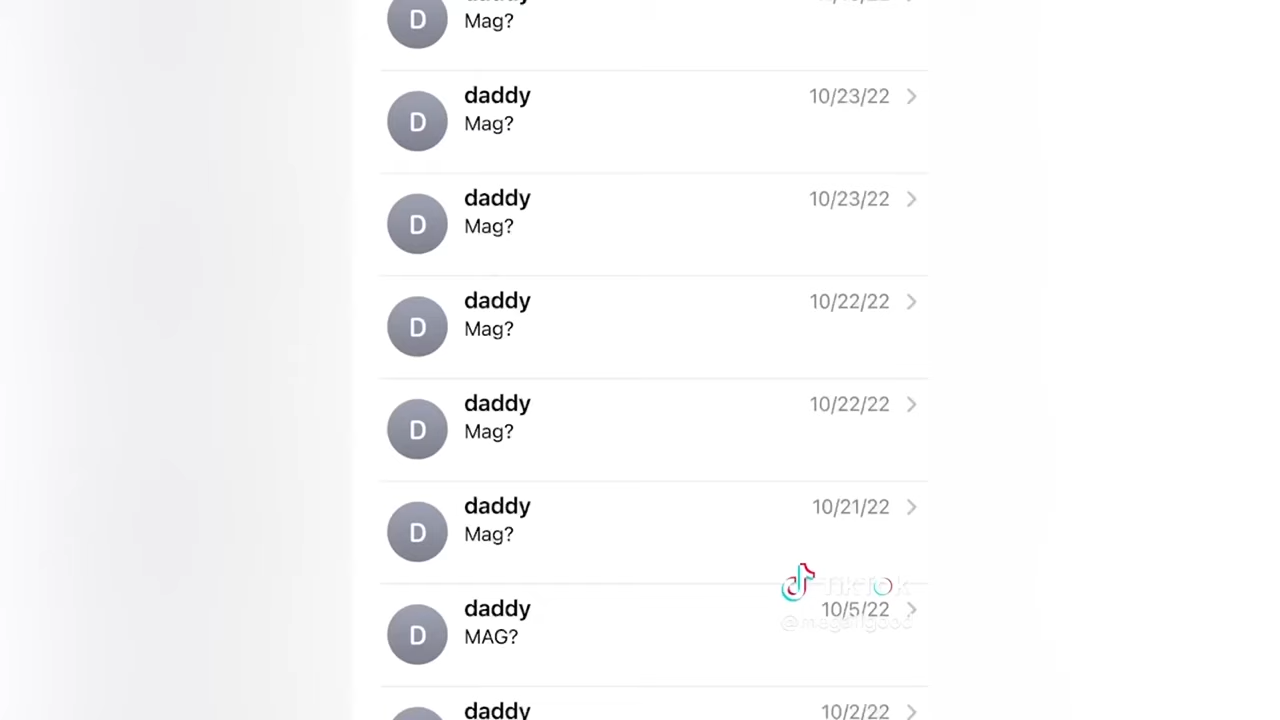 Mag?
daddy
10/23/22
Mag?
daddy
10/23/22
Mag?
daddy
10/22/22
Mag?
daddy
10/22/22
Mag?
daddy
10/21/22
Mag?
TikTok
daddy
10/5/22
MAG?
daddy
10/2/22